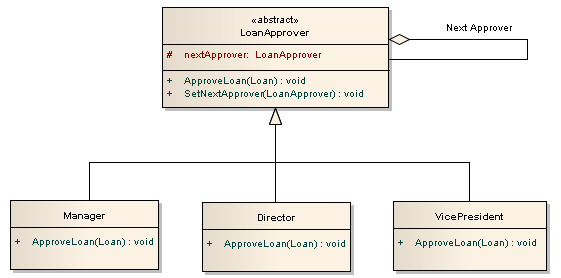 «abstract»
LoanApprover
Next Approver
# nextApprover: LoanApprover
+ ApproveLoan(Loan) : void
+ SetNextApprover(LoanApprover) : void
Manager
+ ApproveLoan(Loan) : void
Director
+ ApproveLoan(Loan) : void
VicePresident
+ ApproveLoan(Loan) : void